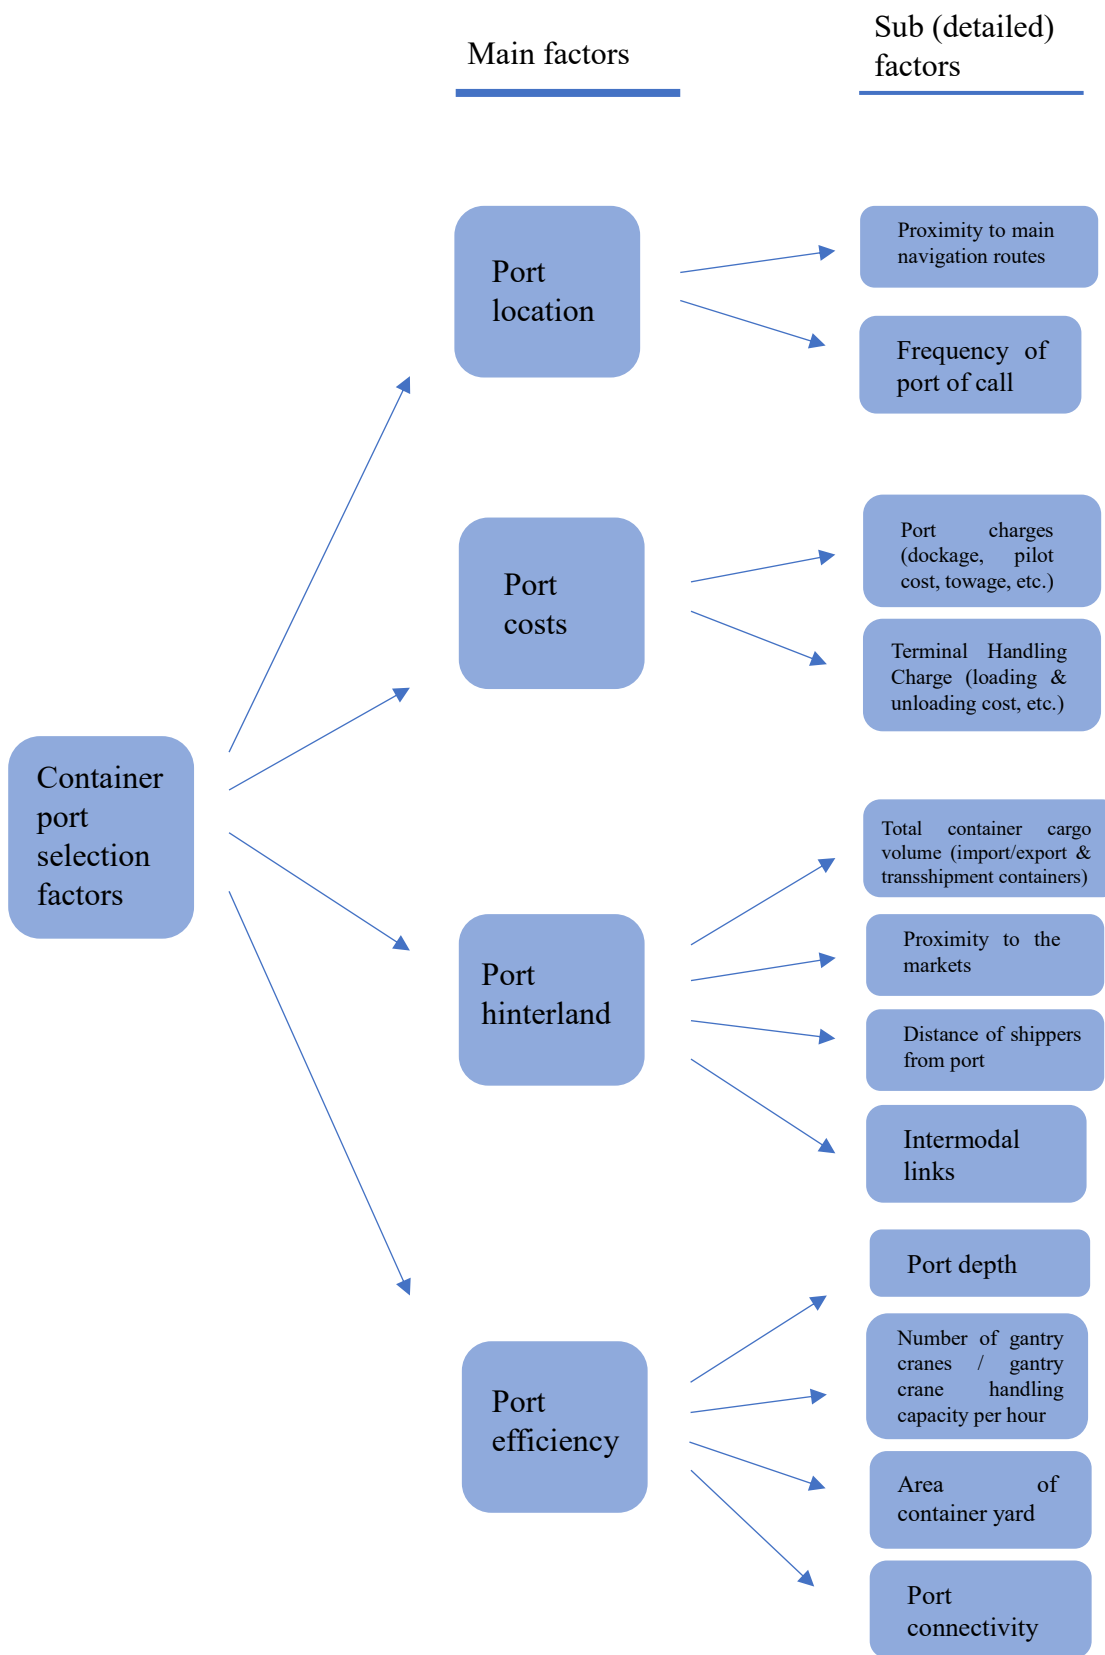 Main factors
Sub (detailed)
factors
Port
location
Proximity to main
navigation routes
Frequency of
port of call
Port
costs
Port charges
(dockage, pilot
cost, towage, etc.)
Terminal Handling
Charge (loading &
unloading cost, etc.)
Container
port
selection
factors
Port
hinterland
Total container cargo
volume (import/export &
transshipment containers)
Proximity to the
markets
Distance of shippers
from port
Intermodal
links
Port
efficiency
Port depth
Number of gantry
cranes / gantry
crane handling
capacity per hour
Area of
container yard
Port
connectivity